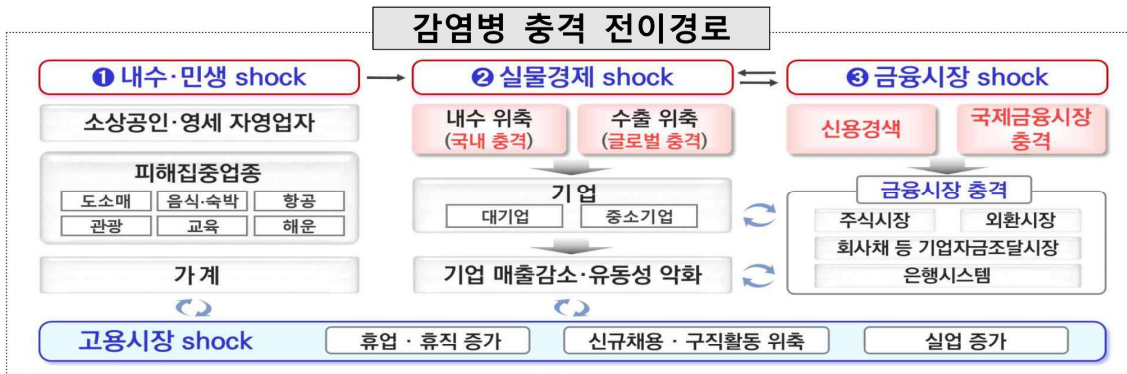 감염병 충격 전이경로
❶ 내수·민생 shock
소상공인·영세 자영업자
피해집중업종
도소매 음식·숙박 항공
관광 교육 해운
가계
❷ 실물경제 shock
내수 위축
(국내 충격)
수출 위축
(글로벌 충격)
기업
대기업 중소기업
기업 매출감소·유동성 악화
❸ 금융시장 shock
신용경색
국제금융시장
충격
금융시장 충격
주식시장 외환시장
회사채 등 기업자금조달시장
은행시스템
고용시장 shock 휴업 · 휴직 증가 신규채용 · 구직활동 위축 실업 증가